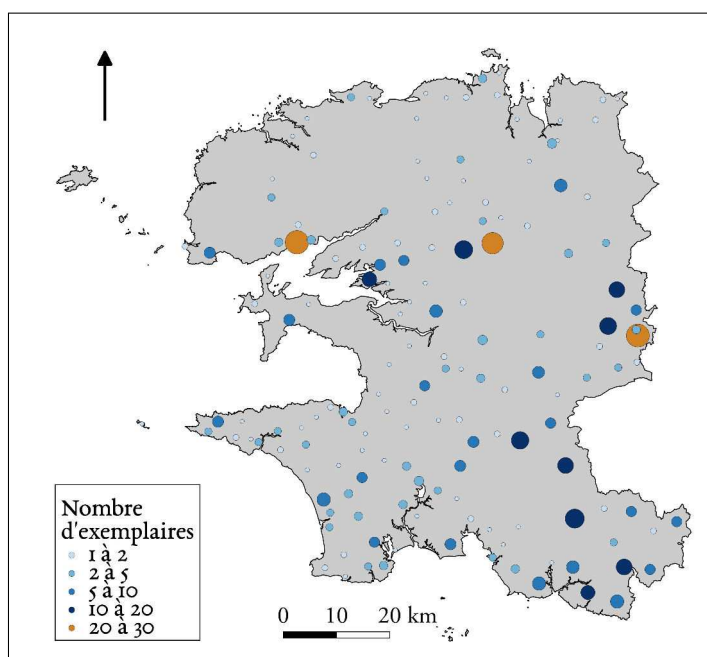 Nombre
d'exemplaires
1 à 2
2 à 5
5 à 10
10 à 20
20 à 30
0 10 20 km